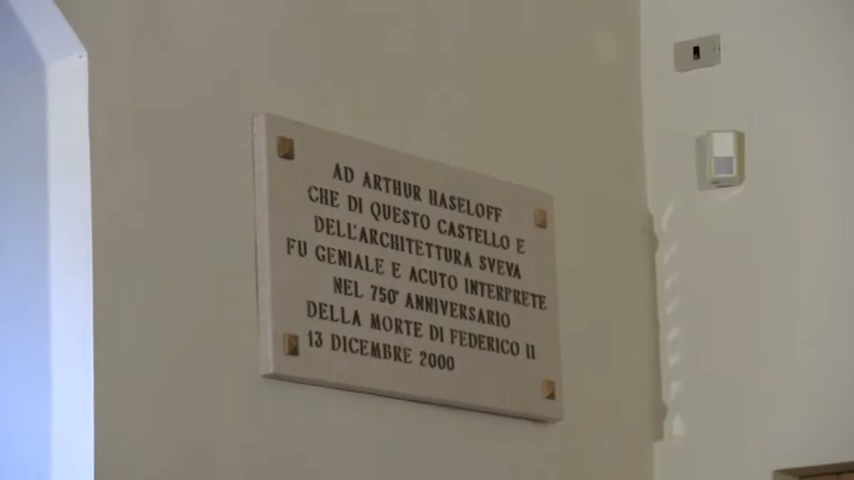 AD ARTHUR HASELOFF
CHE DI QUESTO CASTELLO E
DELL'ARCHITETTURA SVEVA
FU GENIALE E ACUTO INTERPRETE
NEL 750° ANNIVERSARIO
DELLA MORTE DI FEDERICO II
13 DICEMBRE 2000